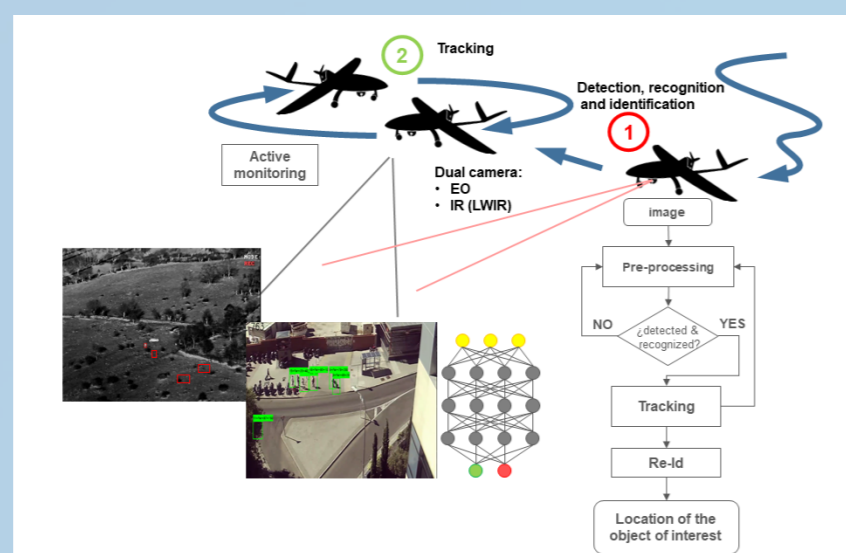 2
Tracking
Detection, recognition
and identification
1
Active
monitoring
Dual camera:
• EO
• IR (LWIR)
image
Pre-processing
NO
¿detected &
recognized?
YES
Tracking
Re-Id
Location of the
object of interest